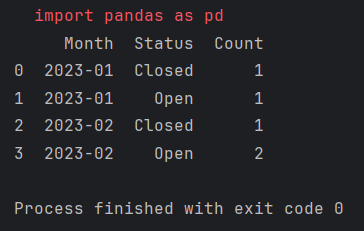 import pandas as pd
Month Status Count
0 2023-01 Closed 1
1 2023-01 Open 1
2 2023-02 Closed 1
3 2023-02 Open 2
Process finished with exit code 0